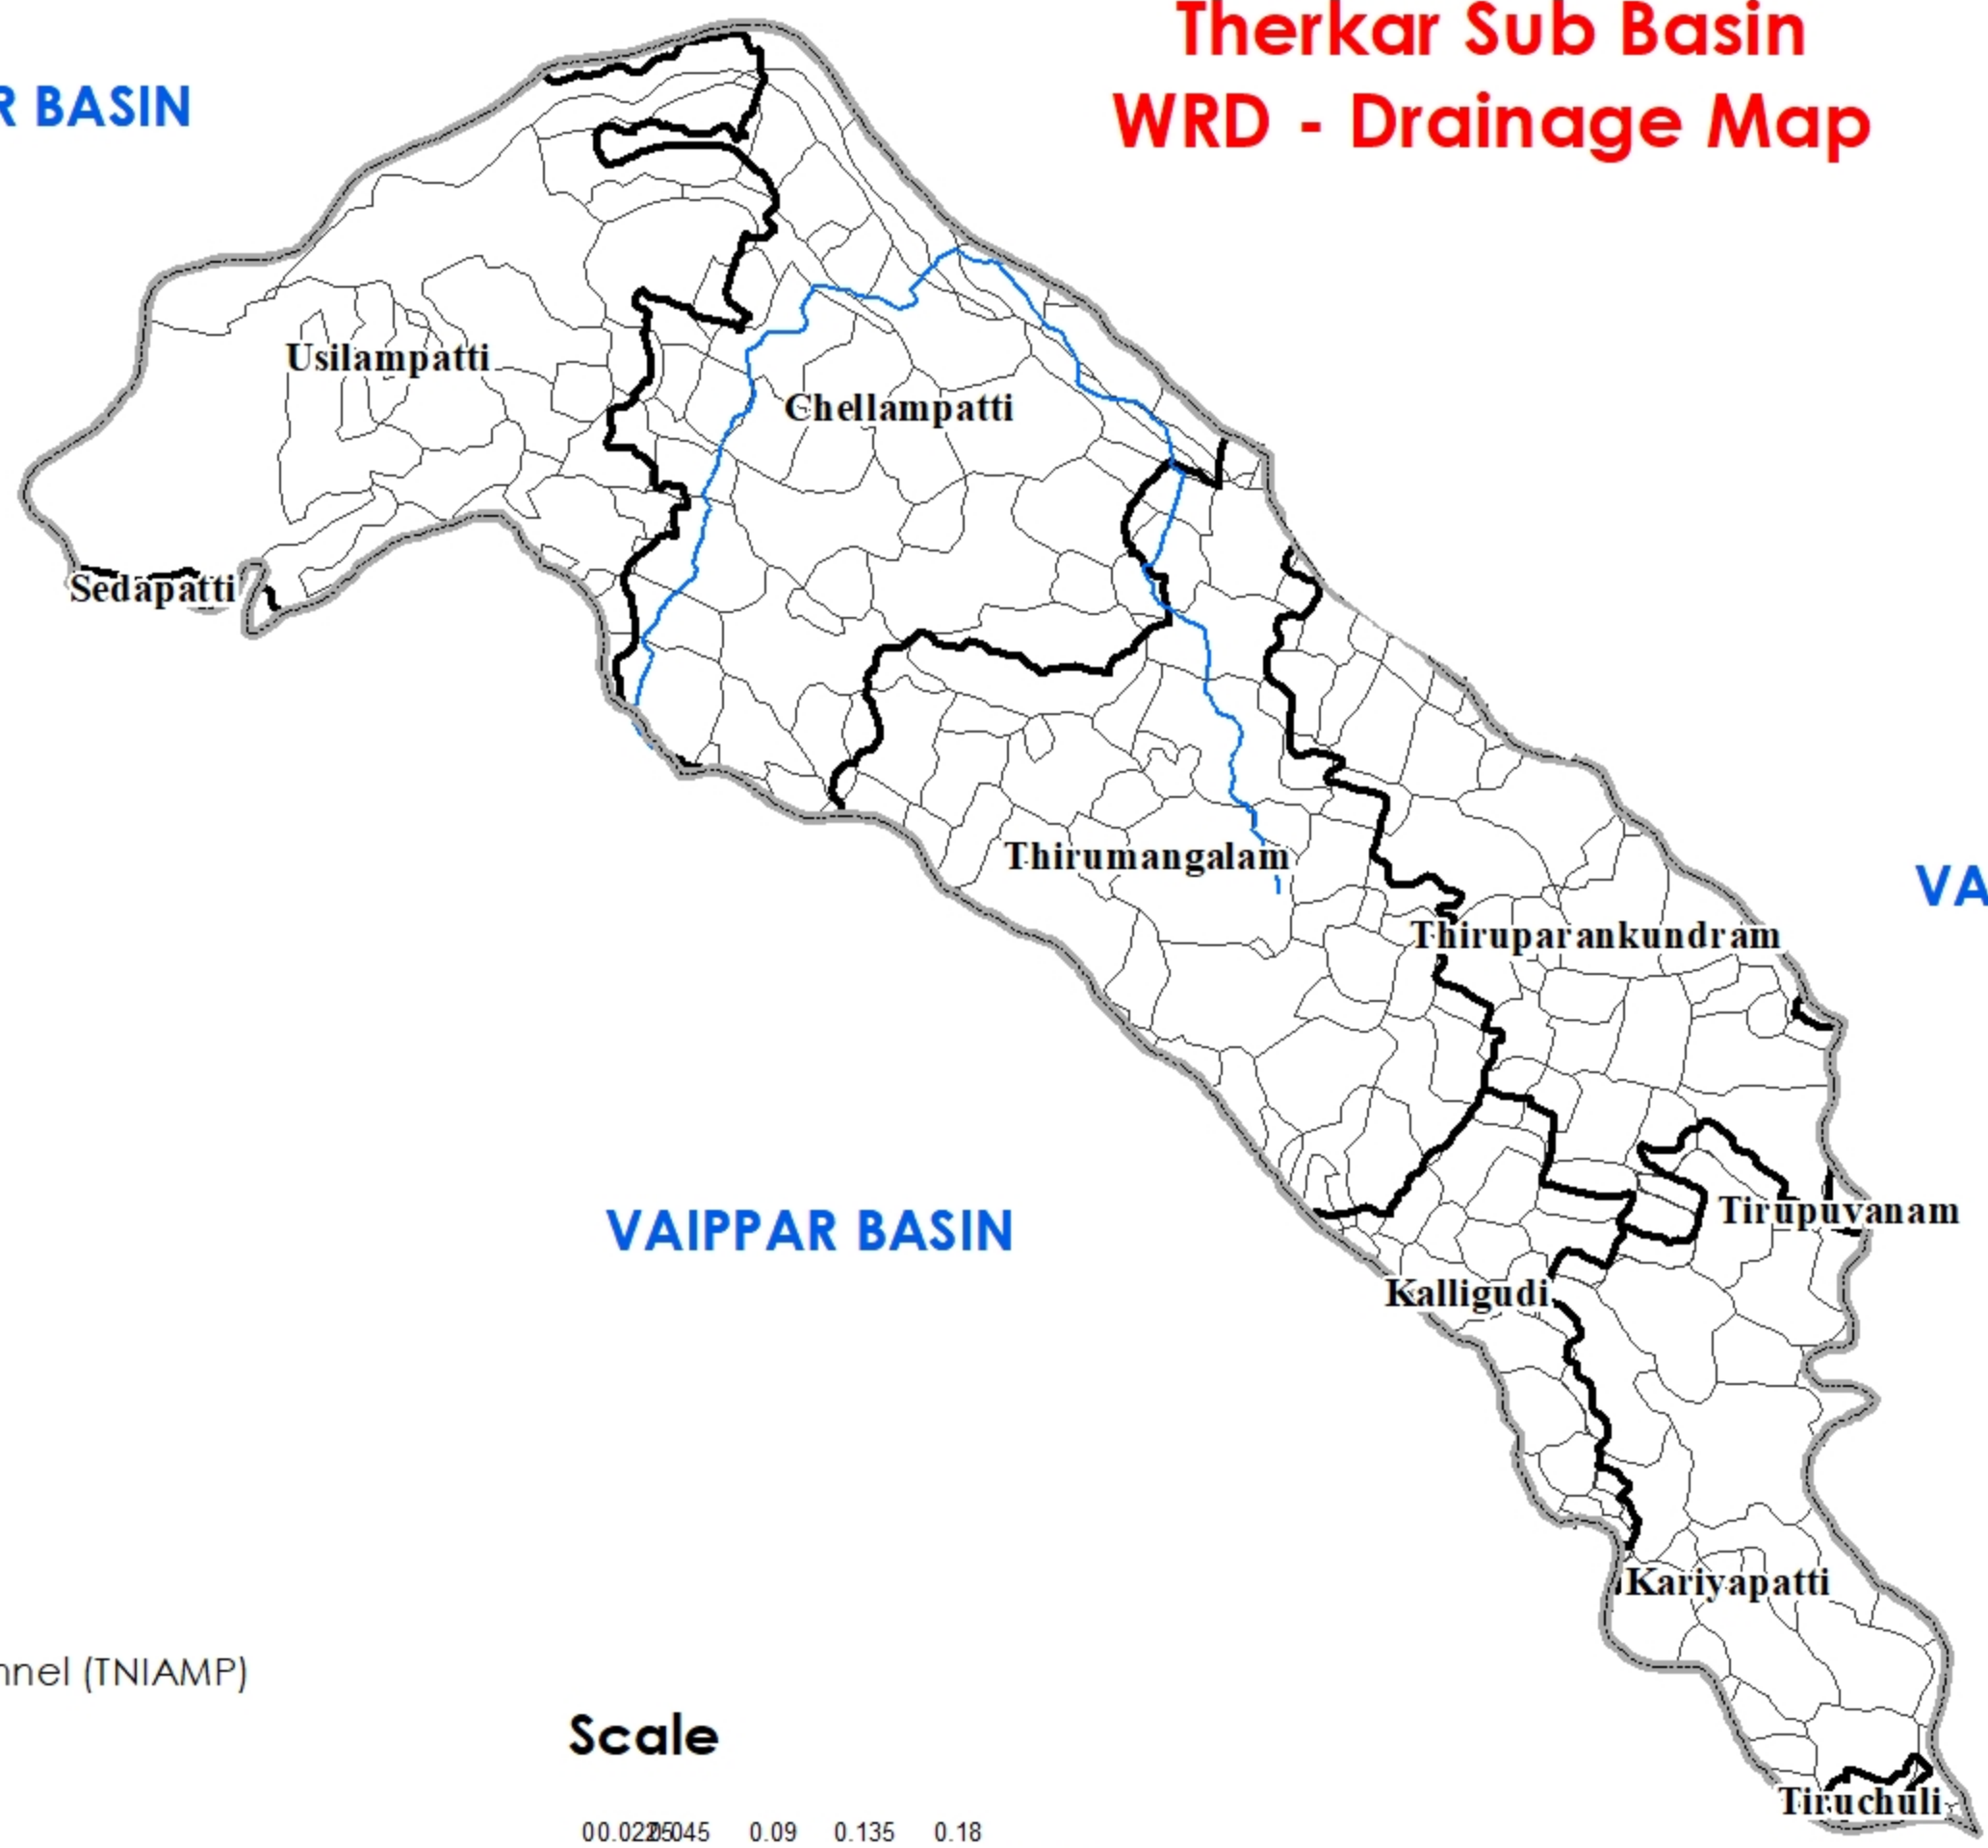 Therkar Sub Basin
WRD - Drainage Map
R BASIN
Usilampatti
Chellampatti
Sedapatti
Thirumangalam
VA
Thiruparankundram
VAIPPAR BASIN
Tirupuvanam
Kalligudi
Kariyapatti
nnel (TNIAMP)
Scale
0.09 0.135 0.18
Tiruchuli